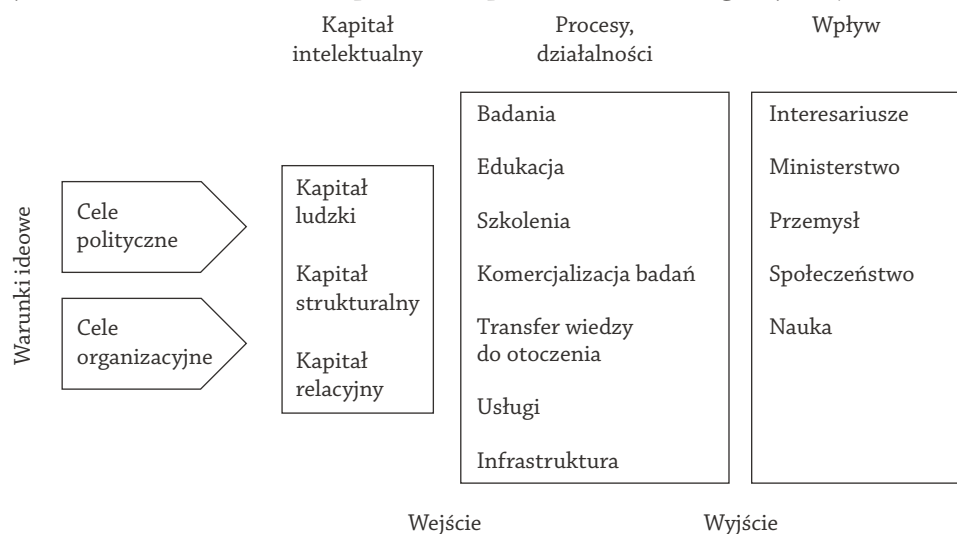 Kapitał
intelektualny
Procesy,
działalności
Wpływ
Warunki ideowe
Cele
polityczne
Cele
organizacyjne
Kapitał
ludzki
Kapitał
strukturalny
Kapitał
relacyjny
Badania
Edukacja
Szkolenia
Komercjalizacja badań
Transfer wiedzy
do otoczenia
Usługi
Infrastruktura
Interesariusze
Ministerstwo
Przemysł
Społeczeństwo
Nauka
Wejście
Wyjście